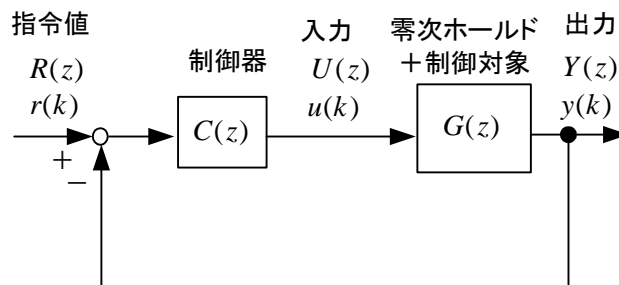 指令値
R(z)
r(k)
+
−
制御器
C(z)
入力
U(z)
u(k)
零次ホールド
+制御対象
G(z)
出力
Y(z)
y(k)